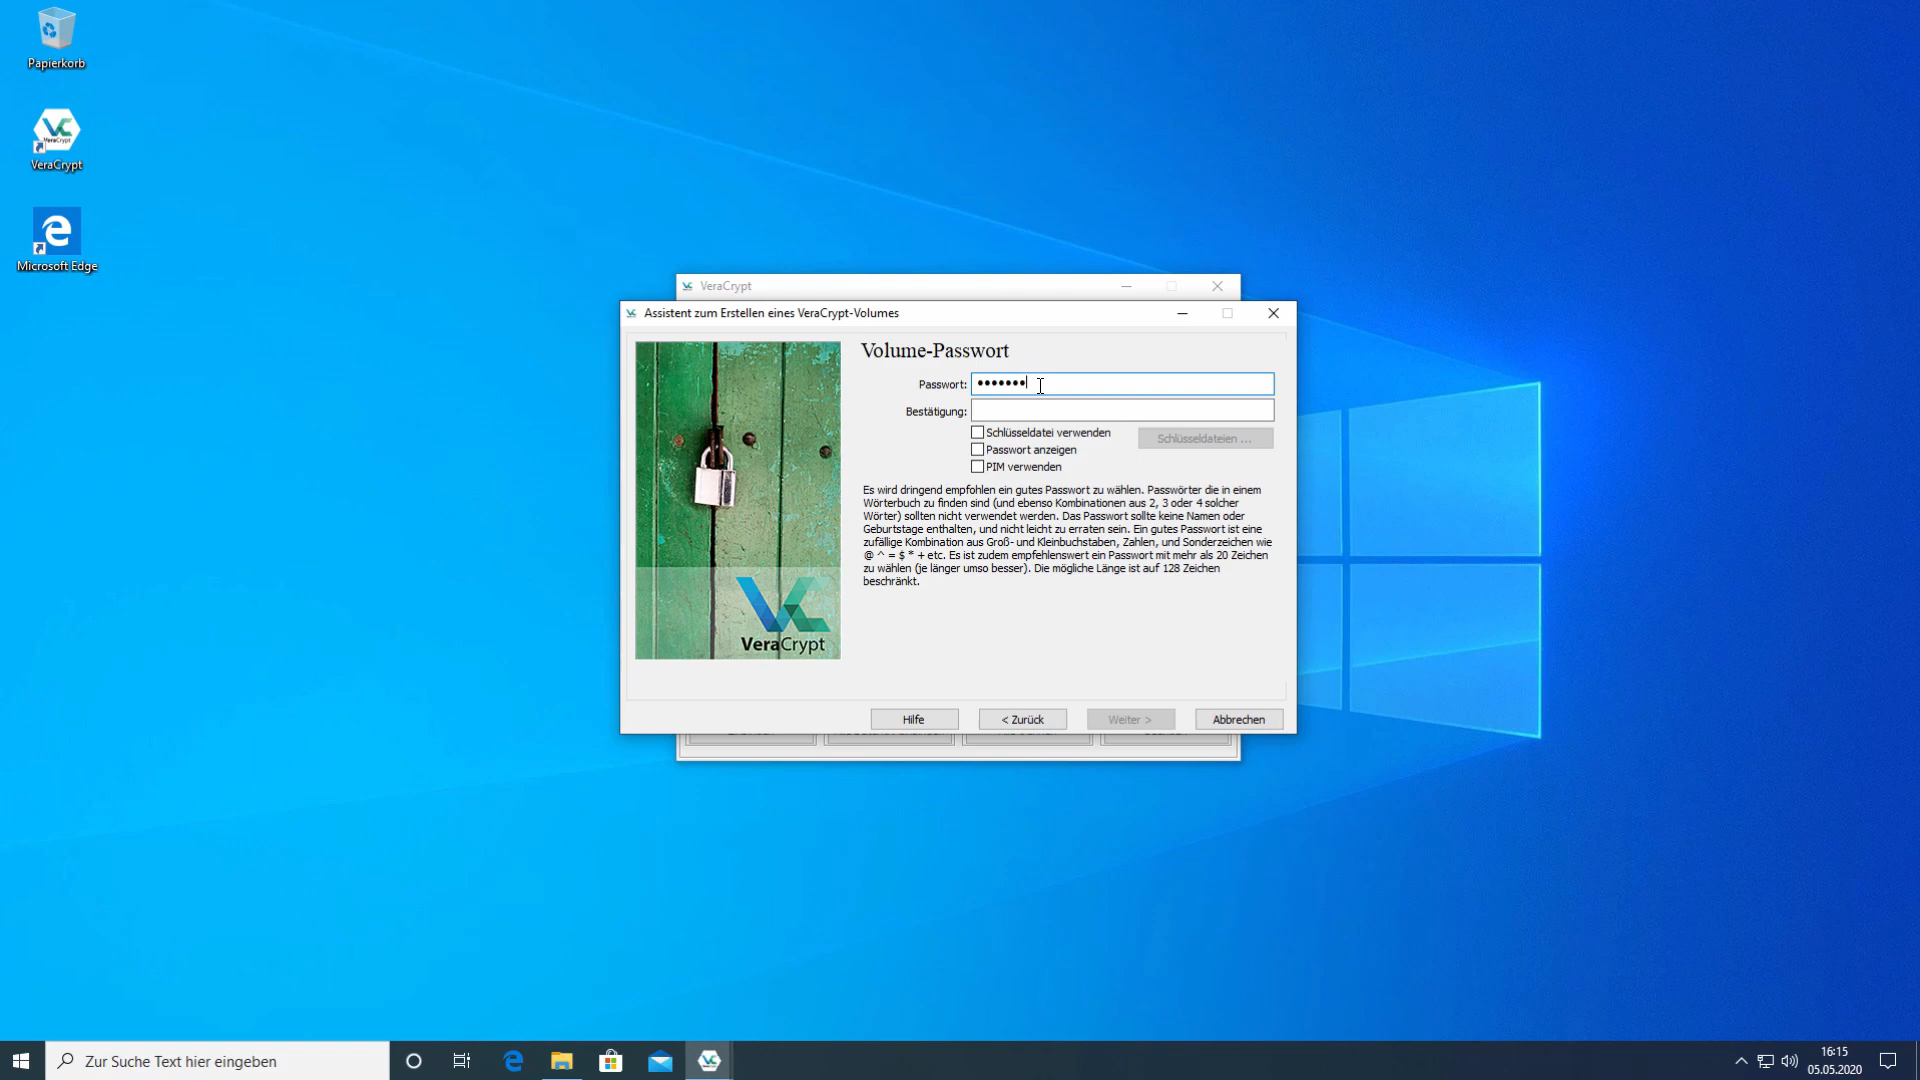 Papierkorb
VeraCrypt
VeraCrypt
Microsoft Edge
VeraCrypt
Assistent zum Erstellen eines VeraCrypt-Volumes
Volume-Passwort
Passwort: •••••••
Bestätigung:
Schlüsseldatei verwenden
Schlüsseldateien ...
Passwort anzeigen
PIM verwenden
Es wird dringend empfohlen ein gutes Passwort zu wählen. Passwörter die in einem
Wörterbuch zu finden sind (und ebenso Kombinationen aus 2, 3 oder 4 solcher
Wörter) sollten nicht verwendet werden. Das Passwort sollte keine Namen oder
Geburtstage enthalten, und nicht leicht zu erraten sein. Ein gutes Passwort ist eine
zufällige Kombination aus Groß- und Kleinbuchstaben, Zahlen, und Sonderzeichen wie
@ ^ = $ * + etc. Es ist zudem empfehlenswert ein Passwort mit mehr als 20 Zeichen
zu wählen (je länger umso besser). Die mögliche Länge ist auf 128 Zeichen
beschränkt.
VeraCrypt
Hilfe
< Zurück
Weiter >
Abbrechen
Zur Suche Text hier eingeben
16:15
05.05.2020